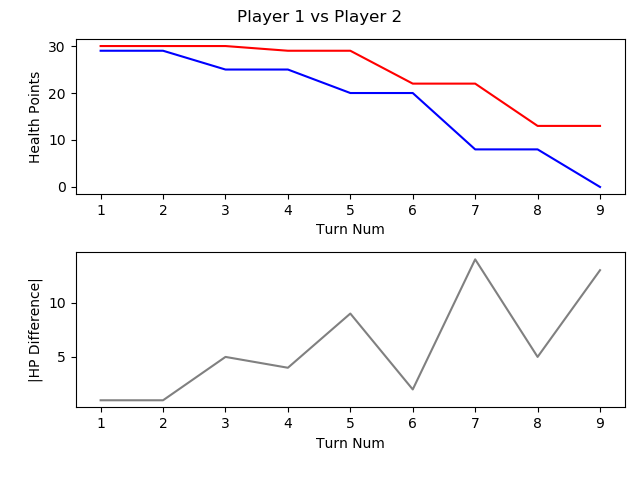 Player 1 vs Player 2
30
20
10
0
Health Points
1 2 3 4 5 6 7 8 9
Turn Num
10
5
|HP Difference|
1 2 3 4 5 6 7 8 9
Turn Num